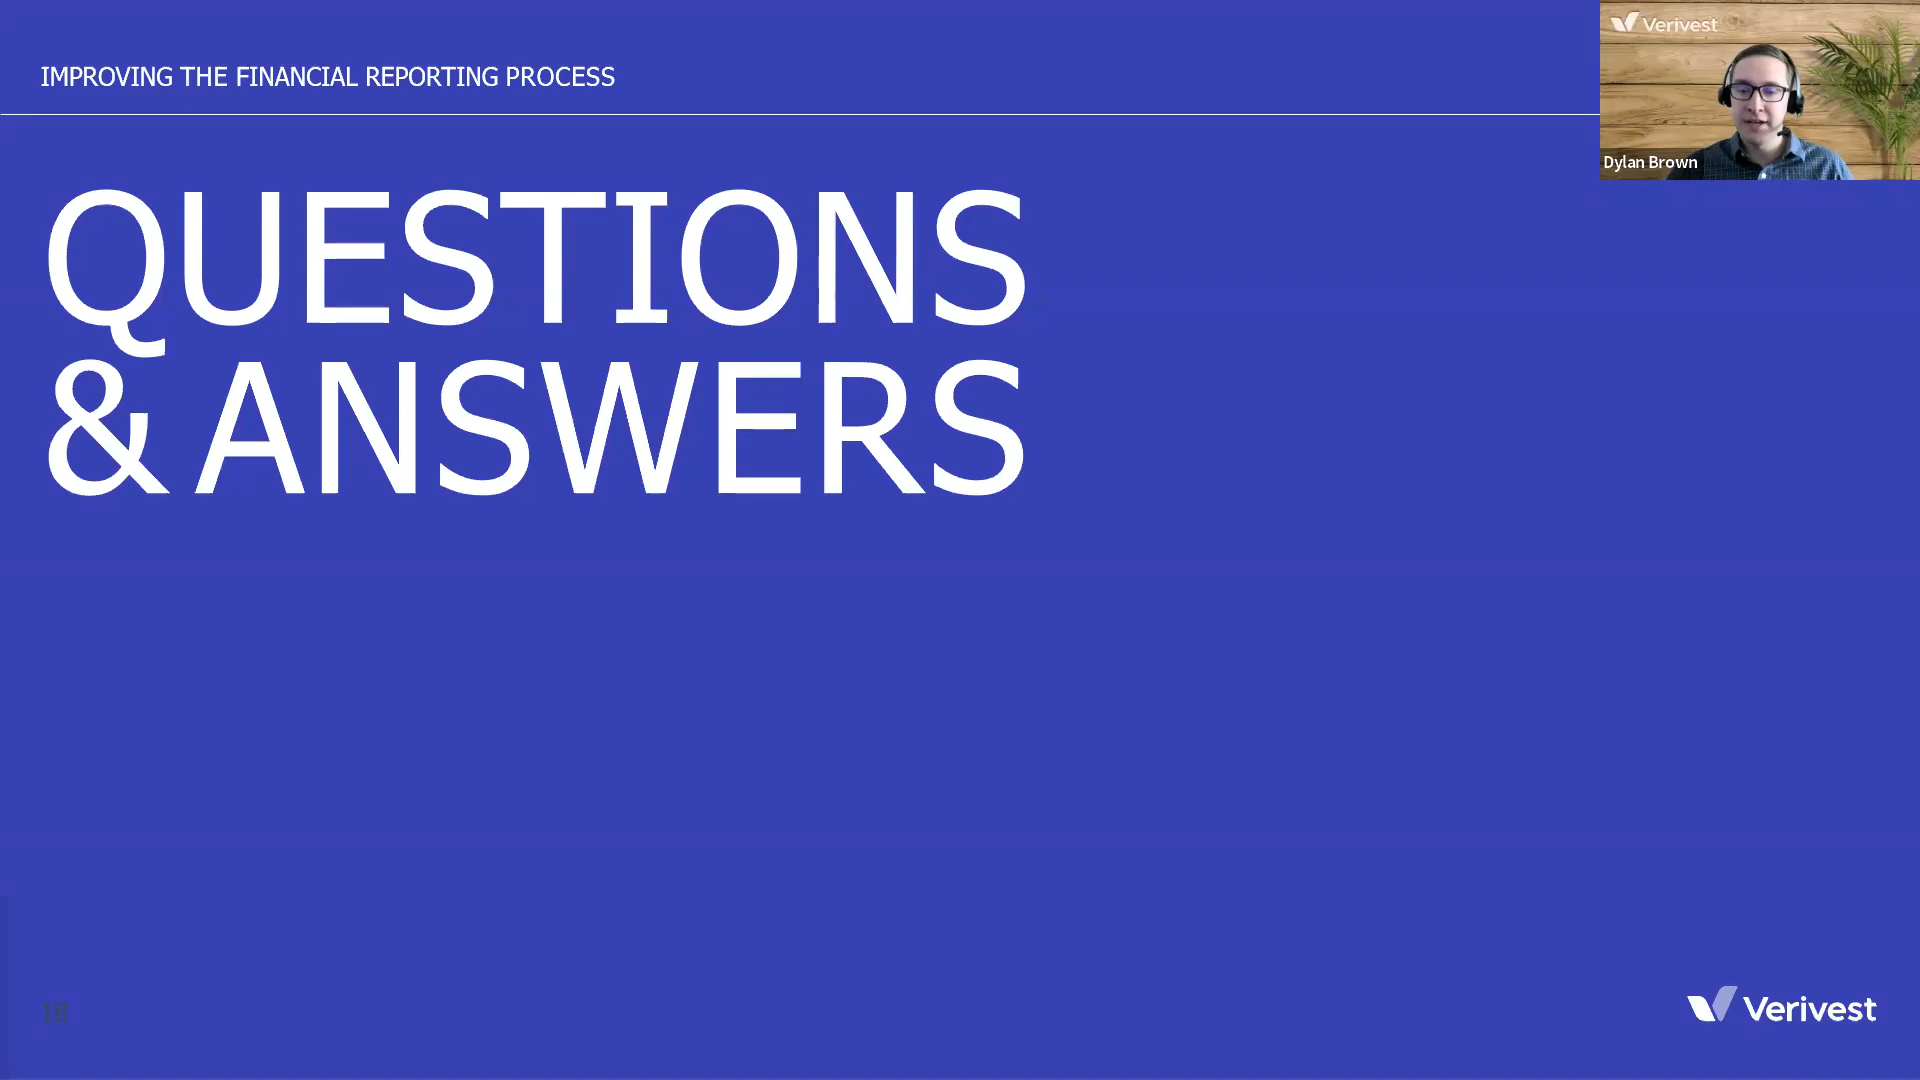 IMPROVING THE FINANCIAL REPORTING PROCESS
Verivest
Dylan Brown
QUESTIONS
& ANSWERS
18
Verivest